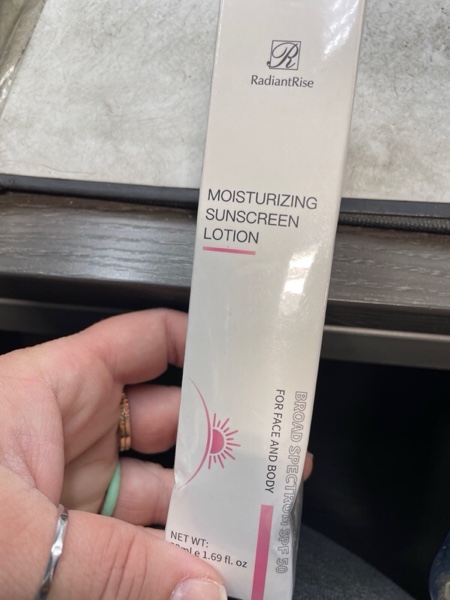 RadiantRise
MOISTURIZING
SUNSCREEN
LOTION
BROAD SPECTRUM SPF 50
FOR FACE AND BODY
NET WT:
e 1.69 fl. oz